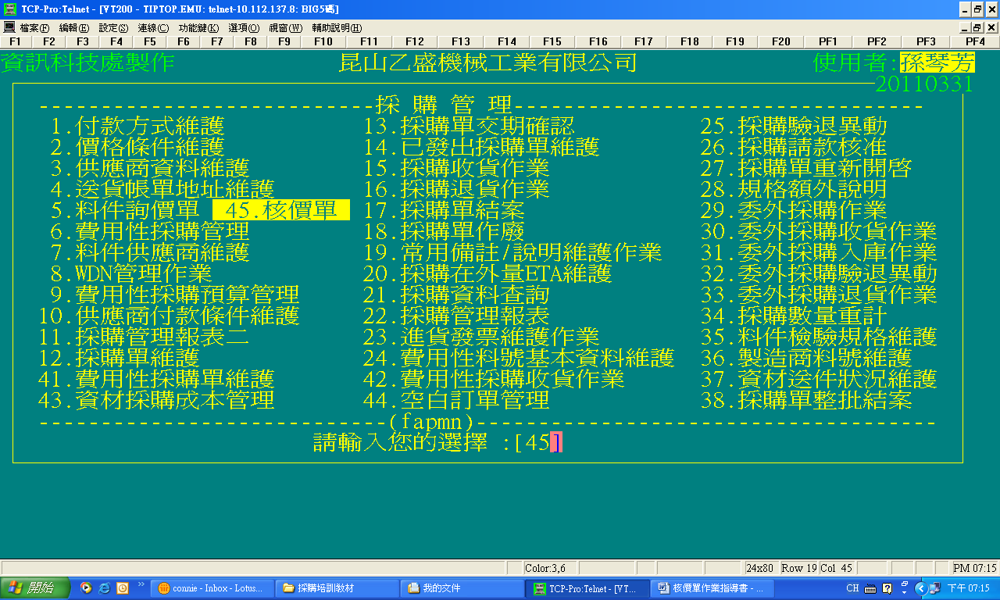 TCP-Pro:Telnet - [VT200 - TIPTOP.EMU: telnet-10.112.137.8: BIG5碼]
檔案(F) 編輯(E) 設定(S) 連線(C) 功能鍵(K) 選項(O) 視窗(W) 輔助說明(H)
F1 F2 F3 F4 F5 F6 F7 F8 F9 F10 F11 F12 F13 F14 F15 F16 F17 F18 F19 F20 PF1 PF2 PF3 PF4
資訊科技處製作 昆山乙盛機械工業有限公司 使用者:孫琴芳
20110331
---------------------------採 購 管 理---------------------------------
1.付款方式維護 13.採購單交期確認 25.採購驗退異動
2.價格條件維護 14.已發出採購單維護 26.採購請款核准
3.供應商資料維護 15.採購收貨作業 27.採購單重新開啓
4.送貨帳單地址維護 16.採購退貨作業 28.規格額外說明
5.料件詢價單 45.核價單 17.採購單結案 29.委外採購作業
6.費用性採購管理 18.採購單作廢 30.委外採購收貨作業
7.料件供應商維護 19.常用備註/說明維護作業 31.委外採購入庫作業
8.WDN管理作業 20.採購在外量ETA維護 32.委外採購驗退異動
9.費用性採購預算管理 21.採購資料查詢 33.委外採購退貨作業
10.供應商付款條件維護 22.採購管理報表 34.採購數量重計
11.採購管理報表二 23.進貨發票維護作業 35.料件檢驗規格維護
12.採購單維護 24.費用性料號基本資料維護 36.製造商料號維護
41.費用性採購單維護 42.費用性採購收貨作業 37.資材送件狀況維護
43.資材採購成本管理 44.空白訂單管理 38.採購單整批結案
----------------------------(fapmn)-------------------------------------
請輸入您的選擇 :[45]
Color:3,6 24x80 Row 19 Col 45 PM 07:15
開始 connie - Inbox - Lotus... 採購培訓教材 我的文件 TCP-Pro:Telnet - [VT... 核價單作業指導書 - ... CH 下午 07:15